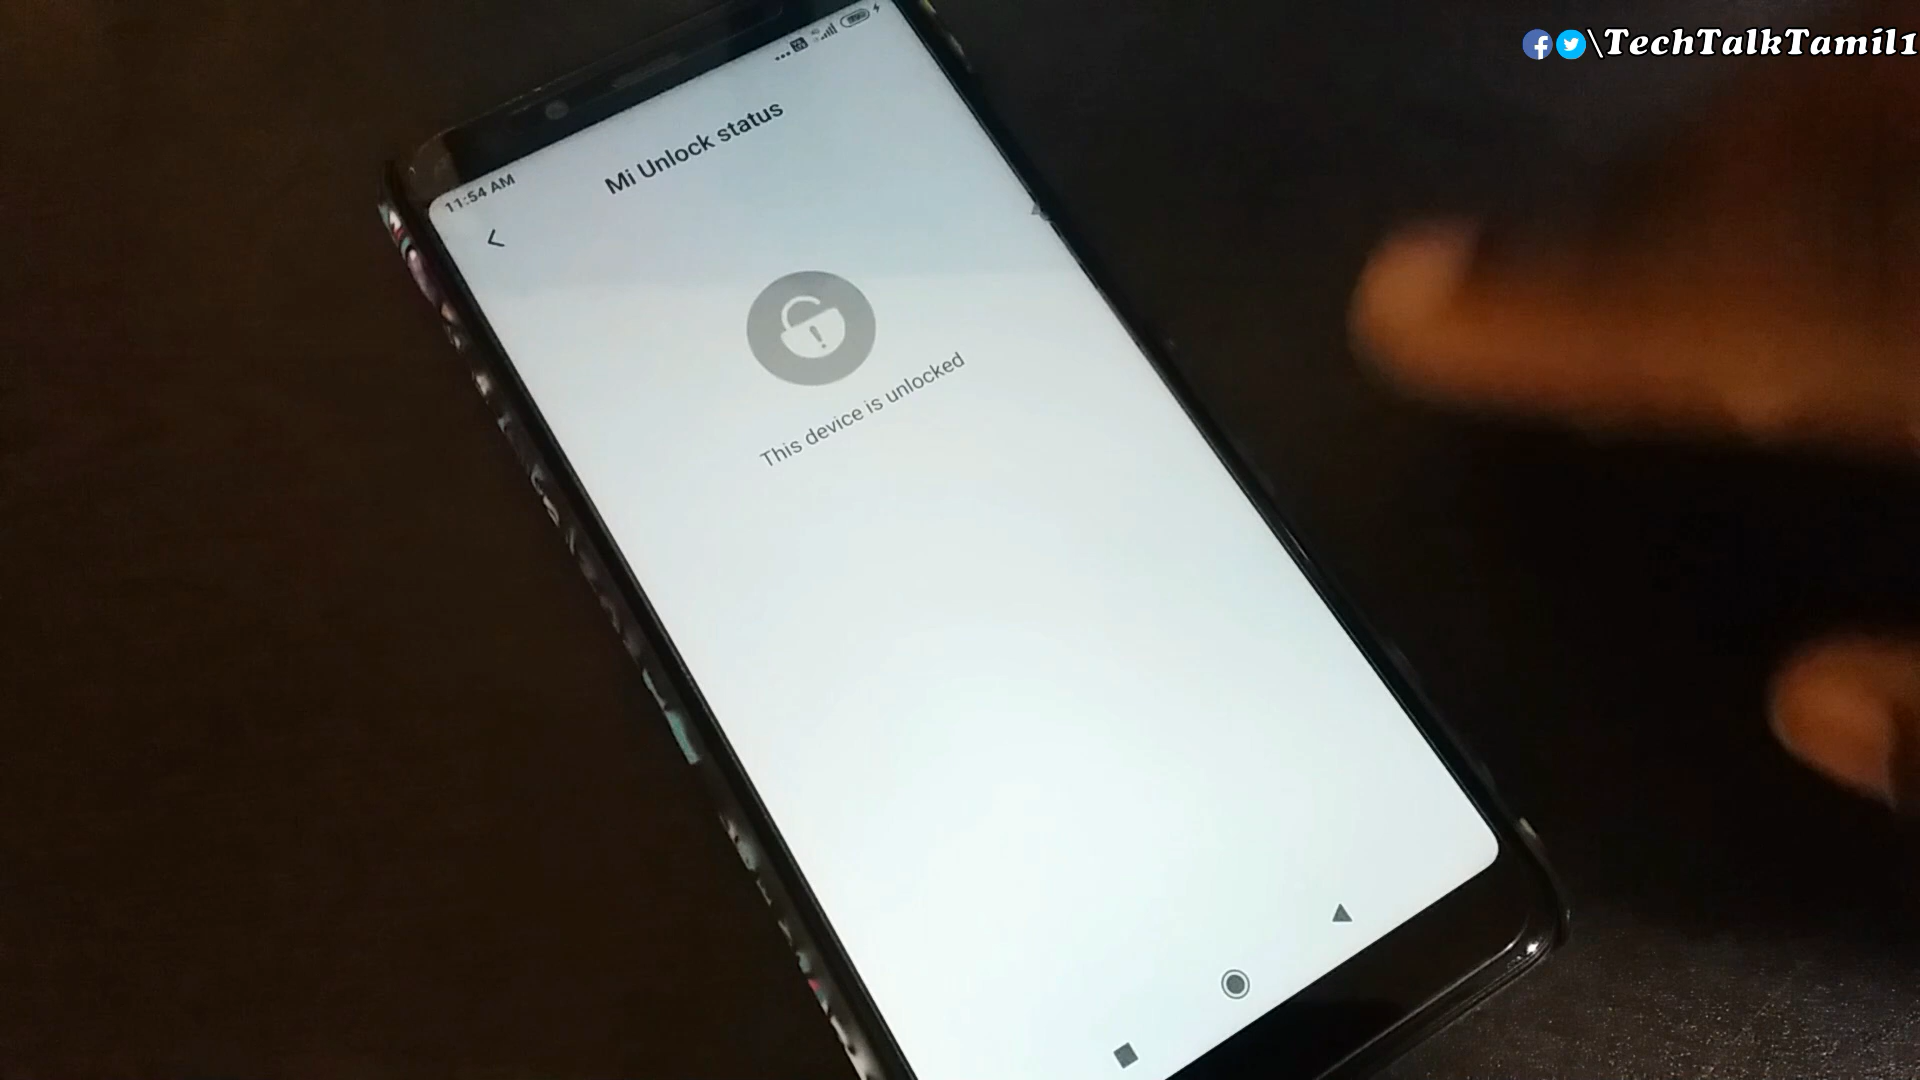 \TechTalkTamil1
11:54 AM
Mi Unlock status
This device is unlocked